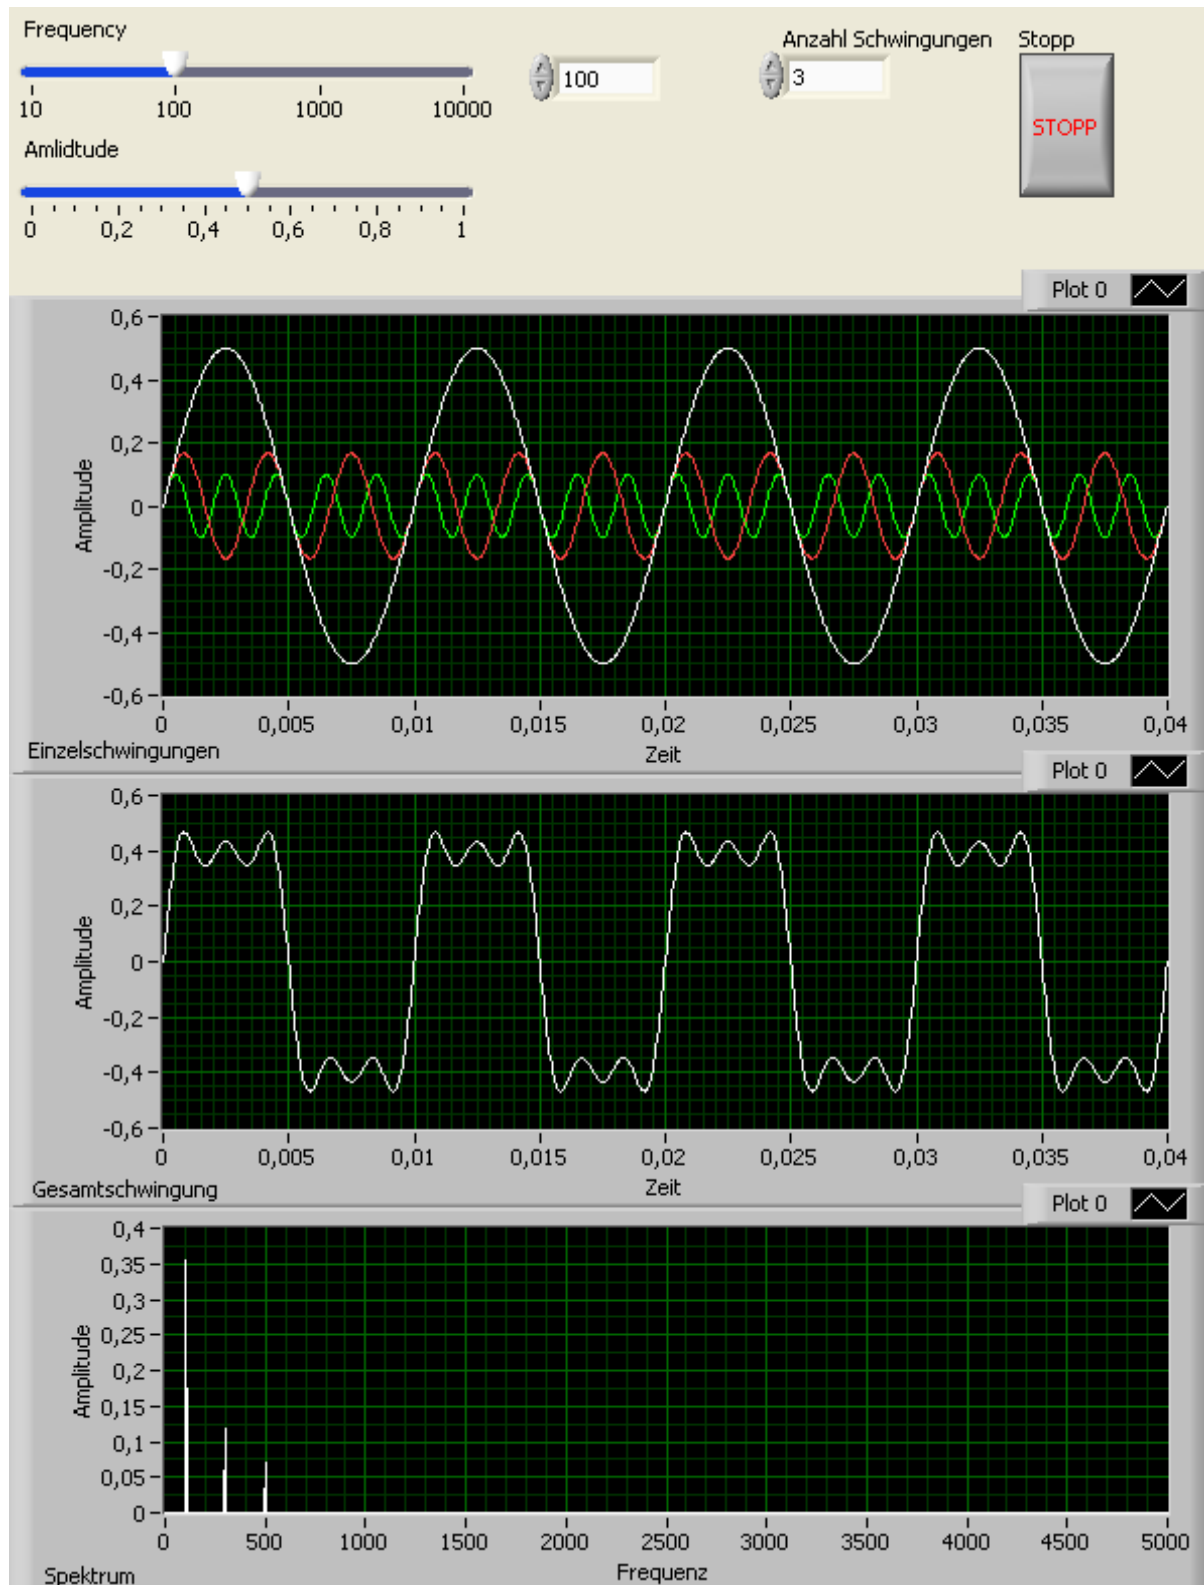 Frequency
10 100 1000 10000
100
Anzahl Schwingungen
3
Stopp
STOPP
Amlidtude
0 0,2 0,4 0,6 0,8 1
Plot 0
0,6
0,4
0,2
0
-0,2
-0,4
-0,6
Amplitude
0 0,005 0,01 0,015 0,02 0,025 0,03 0,035 0,04
Zeit
Einzelschwingungen
Plot 0
0,6
0,4
0,2
0
-0,2
-0,4
-0,6
Amplitude
0 0,005 0,01 0,015 0,02 0,025 0,03 0,035 0,04
Zeit
Gesamtschwingung
Plot 0
0,4
0,35
0,3
0,25
0,2
0,15
0,1
0,05
0
Amplitude
0 500 1000 1500 2000 2500 3000 3500 4000 4500 5000
Frequenz
Spektrum